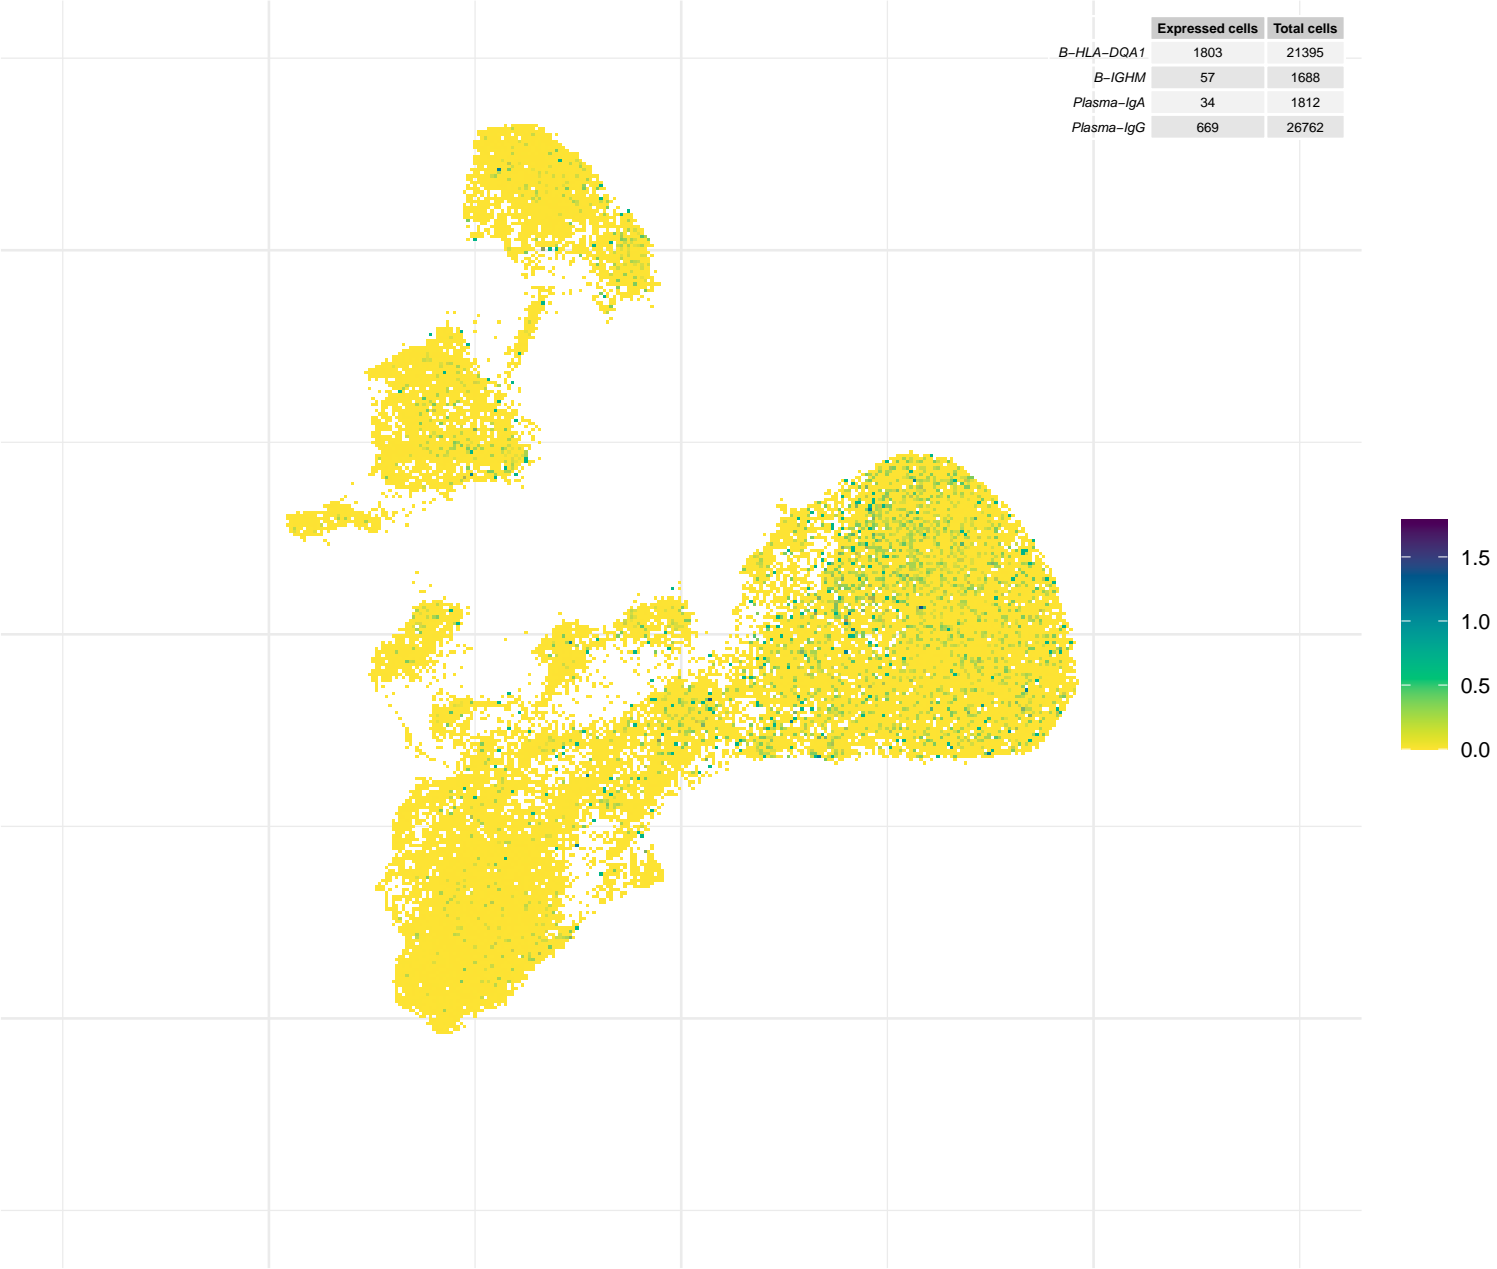 Expressed cells Total cells
B−HLA−DQA1 1803 21395
B−IGHM 57 1688
Plasma−IgA 34 1812
Plasma−IgG 669 26762
1.5
1.0
0.5
0.0